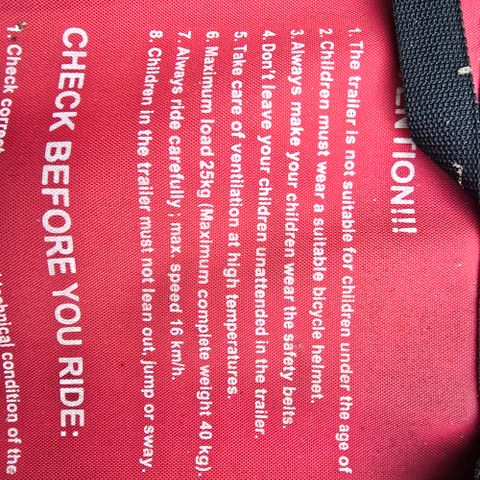 ENTION!!!
1. The trailer is not suitable for children under the age of
2. Children must wear a suitable bicycle helmet.
3. Always make your children wear the safety belts.
4. Don't leave your children unattended in the trailer.
5. Take care of ventilation at high temperatures.
6. Maximum load 25kg (Maximum complete weight 40 kg).
7. Always ride carefully ; max. speed 16 km/h.
8. Children in the trailer must not lean out, jump or sway.
CHECK BEFORE YOU RIDE:
1. Check correct technical condition of the